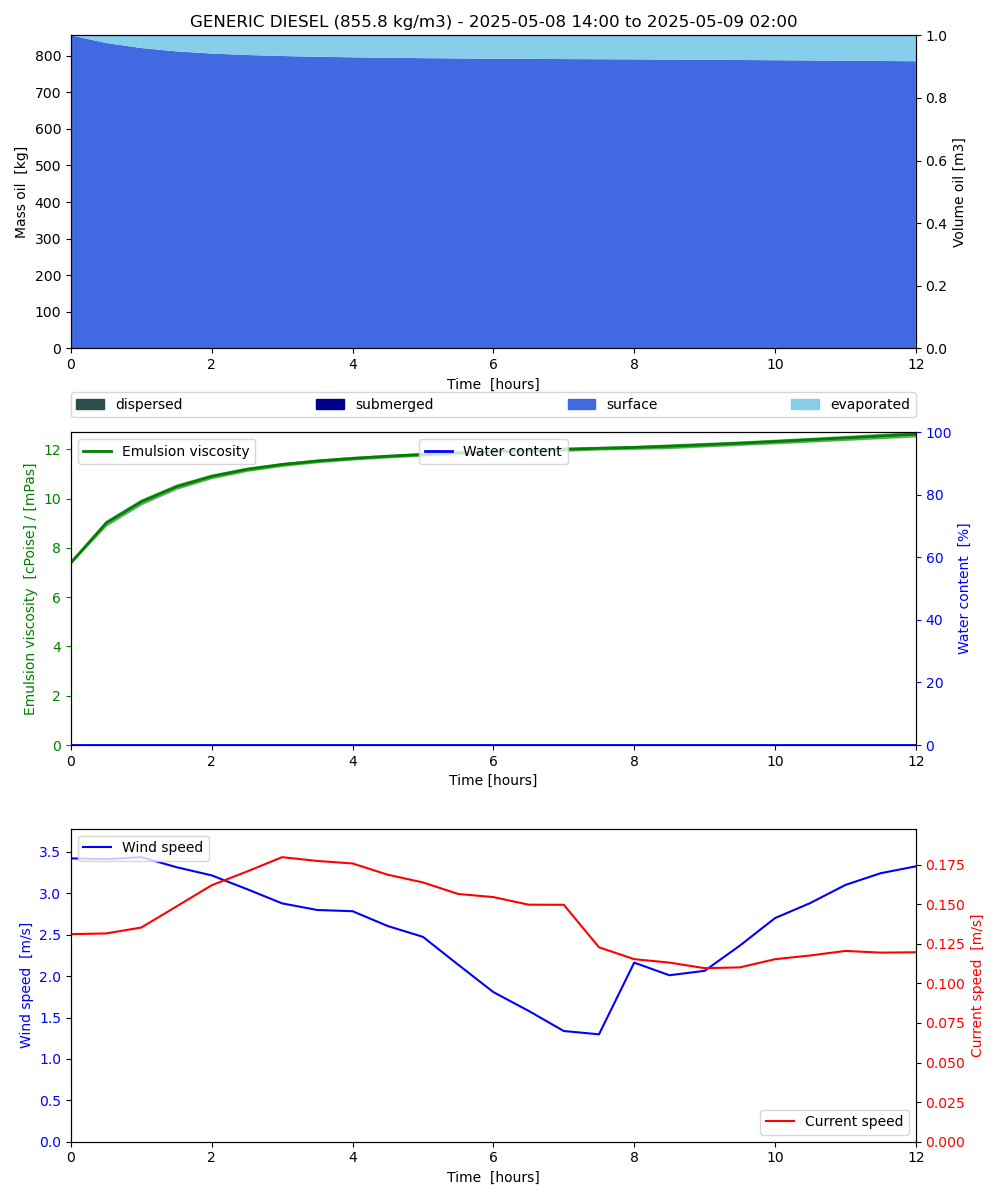 GENERIC DIESEL (855.8 kg/m3) - 2025-05-08 14:00 to 2025-05-09 02:00
Mass oil [kg]
800
700
600
500
400
300
200
100
0
1.0
0.8
0.6
0.4
0.2
0.0
Volume oil [m3]
0 2 4 6 8 10 12
Time [hours]
dispersed submerged surface evaporated
Emulsion viscosity [cPoise] / [mPas]
12
10
8
6
4
2
0
Emulsion viscosity
Water content
100
80
60
40
20
0
Water content [%]
0 2 4 6 8 10 12
Time [hours]
Wind speed [m/s]
3.5
3.0
2.5
2.0
1.5
1.0
0.5
0.0
Wind speed
0.175
0.150
0.125
0.100
0.075
0.050
0.025
0.000
Current speed [m/s]
Current speed
0 2 4 6 8 10 12
Time [hours]